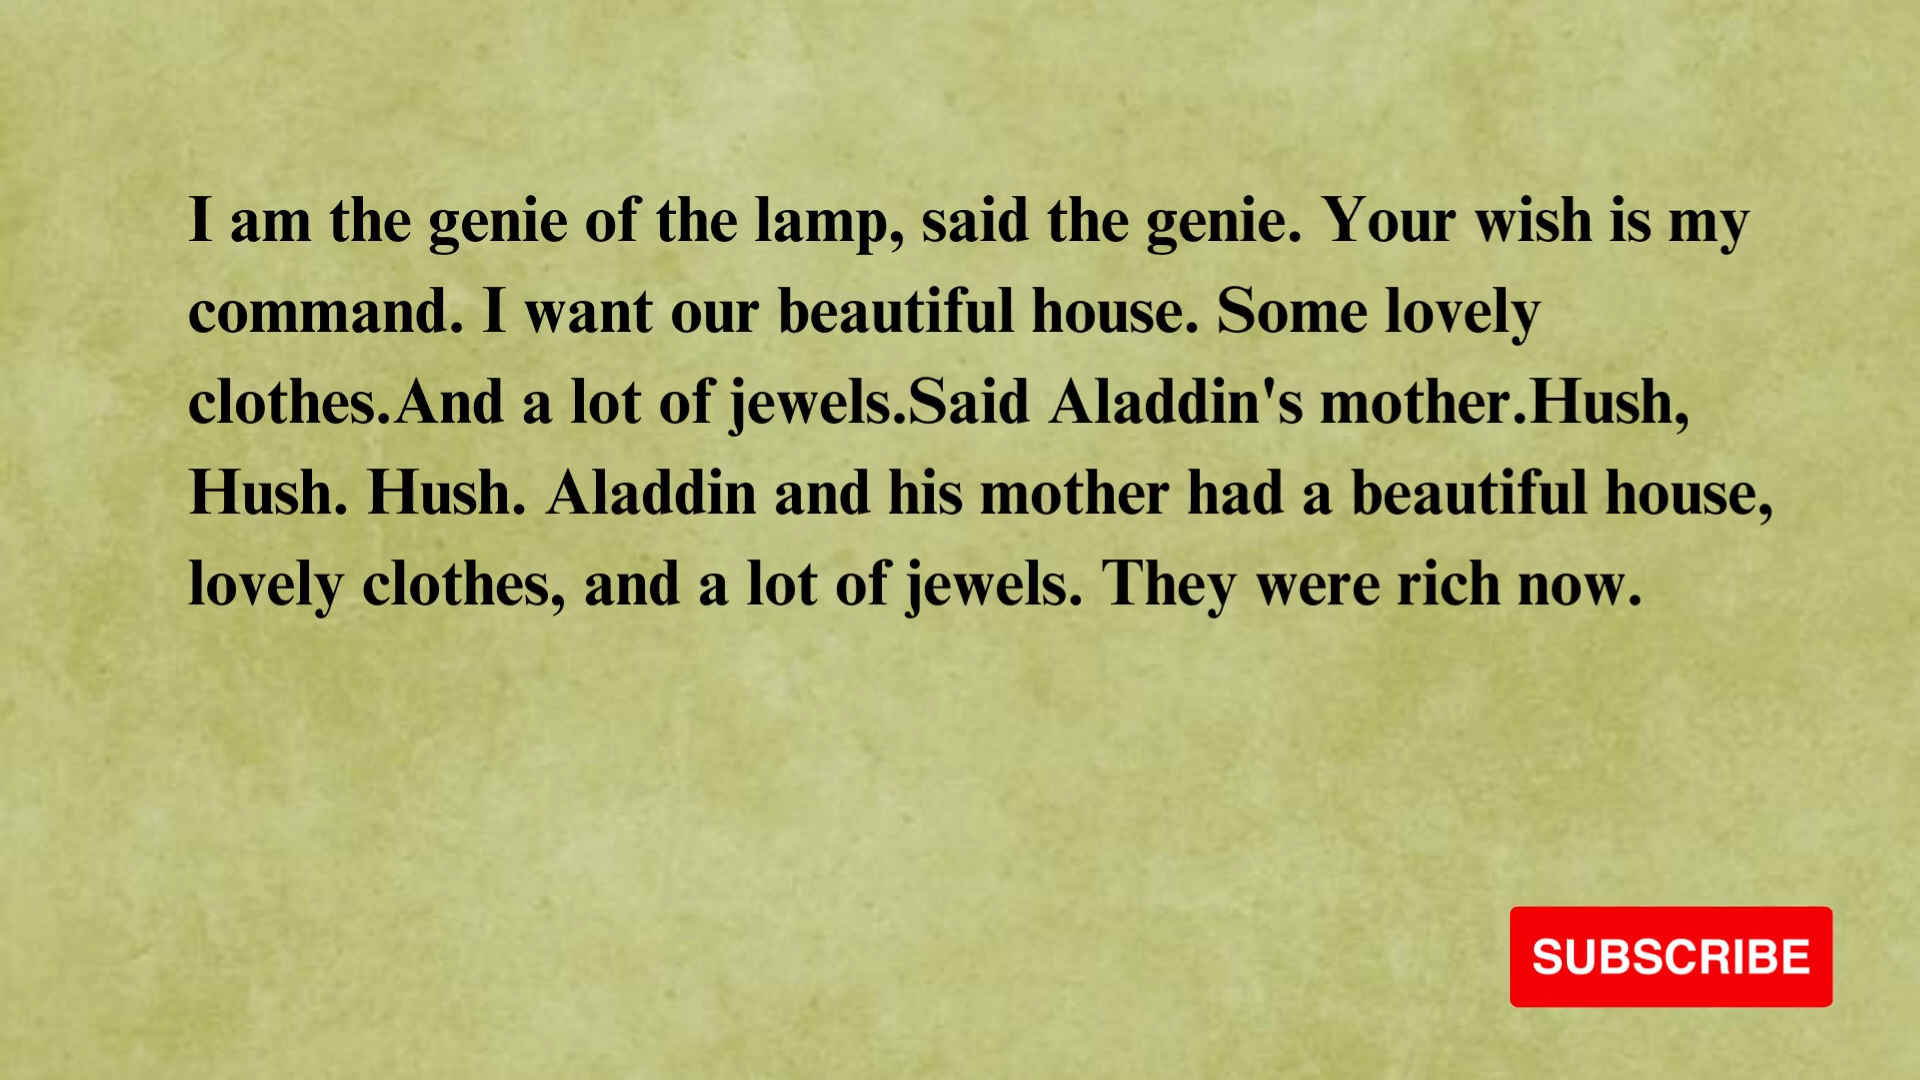 I am the genie of the lamp, said the genie. Your wish is my
command. I want our beautiful house. Some lovely
clothes.And a lot of jewels.Said Aladdin's mother.Hush,
Hush. Hush. Aladdin and his mother had a beautiful house,
lovely clothes, and a lot of jewels. They were rich now.
SUBSCRIBE